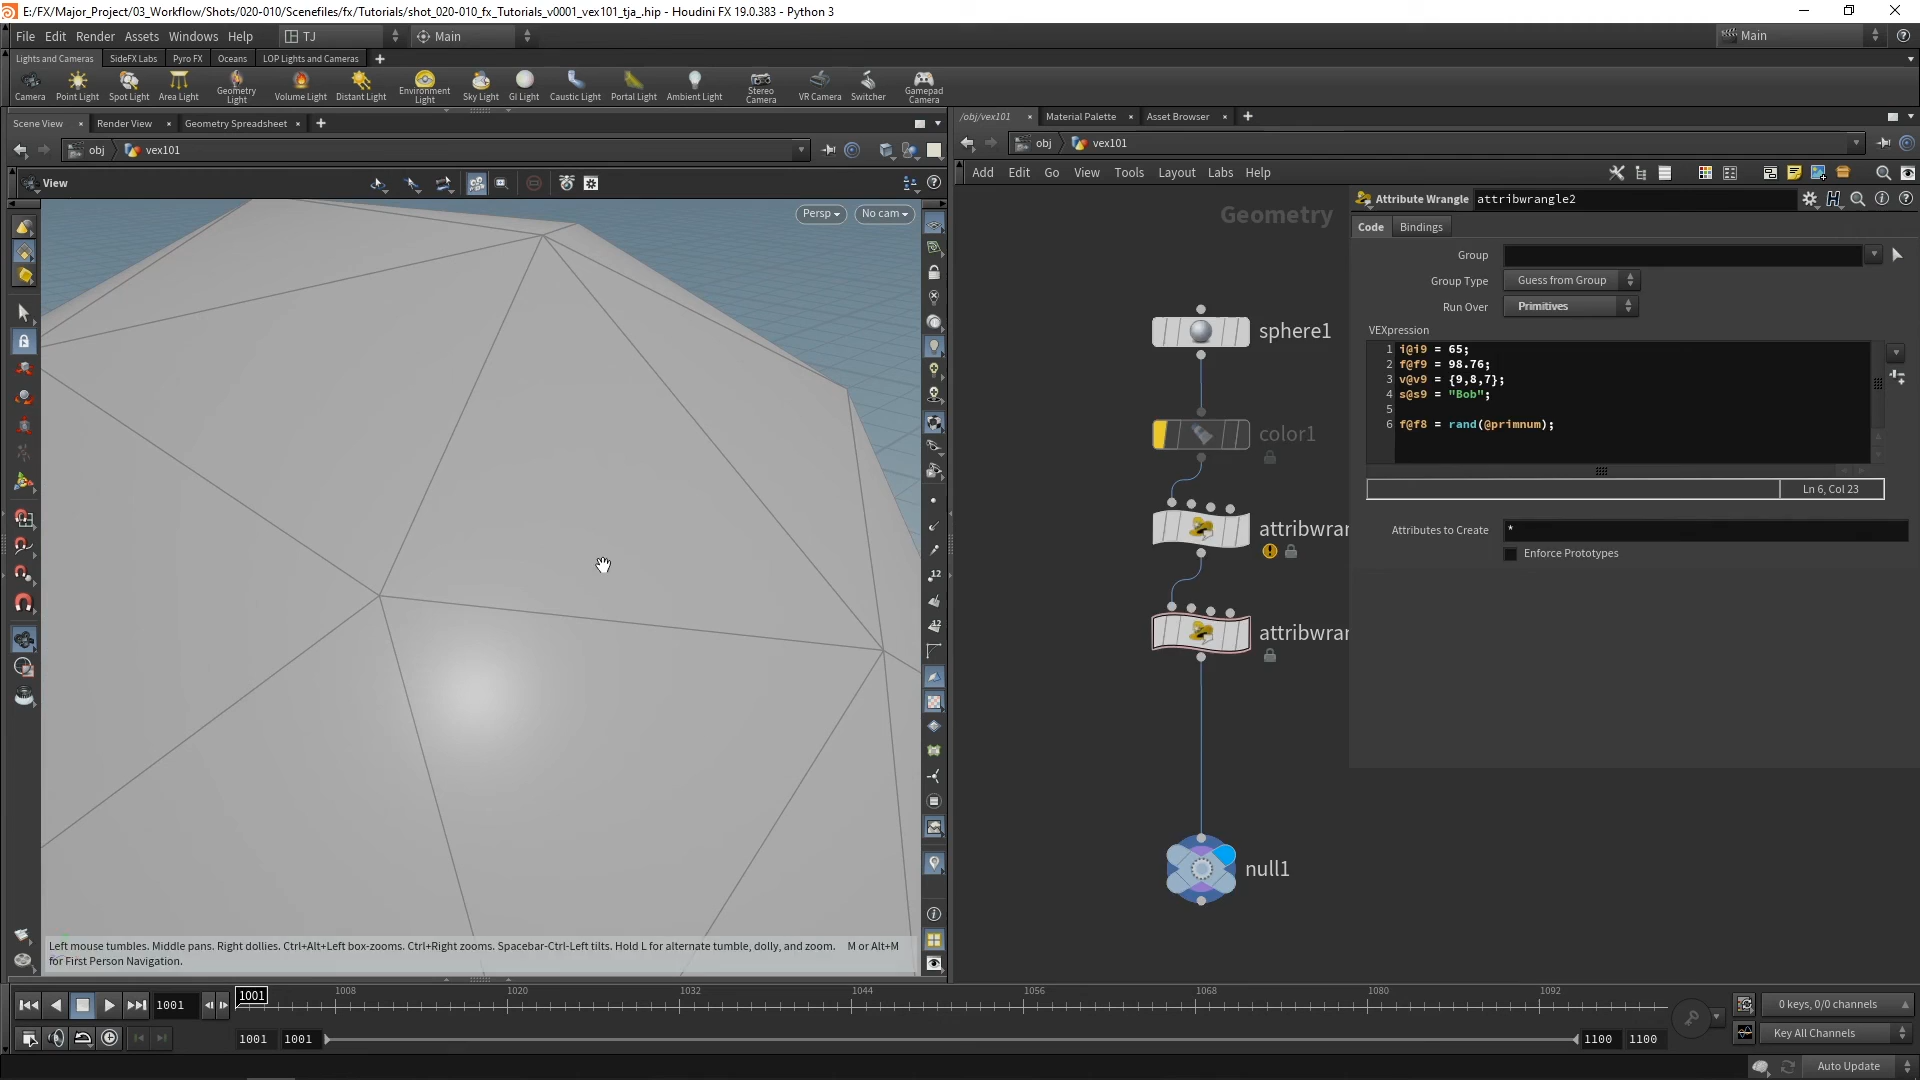 E:/FX/Major_Project/03_Workflow/Shots/020-010/Scenefiles/fx/Tutorials/shot_020-010_fx_Tutorials_v0001_vex101_tja_.hip - Houdini FX 19.0.383 - Python 3
File Edit Render Assets Windows Help TJ Main Main
Lights and Cameras SideFX Labs Pyro FX Oceans LOP Lights and Cameras
Camera Point Light Spot Light Area Light Geometry Light Volume Light Distant Light Environment Light Sky Light GI Light Caustic Light Portal Light Ambient Light Stereo Camera VR Camera Switcher Gamepad Camera
Scene View Render View Geometry Spreadsheet
obj vex101
View
Persp No cam
Left mouse tumbles. Middle pans. Right dollies. Ctrl+Alt+Left box-zooms. Ctrl+Right zooms. Spacebar-Ctrl-Left tilts. Hold L for alternate tumble, dolly, and zoom. M or Alt+M
for First Person Navigation.
/obj/vex101 Material Palette Asset Browser
obj vex101
Add Edit Go View Tools Layout Labs Help
Geometry
sphere1
color1
attribwran
attribwran
null1
Attribute Wrangle attribwrangle2
Code Bindings
Group
Group Type Guess from Group
Run Over Primitives
VEXpression
1 i@i9 = 65;
2 f@f9 = 98.76;
3 v@v9 = {9,8,7};
4 s@s9 = "Bob";
5
6 f@f8 = rand(@primnum);
Ln 6, Col 23
Attributes to Create *
Enforce Prototypes
12
12
1001 1001 1008 1020 1032 1044 1056 1068 1080 1092 0 keys, 0/0 channels
1001 1001 1100 1100 Key All Channels
Auto Update